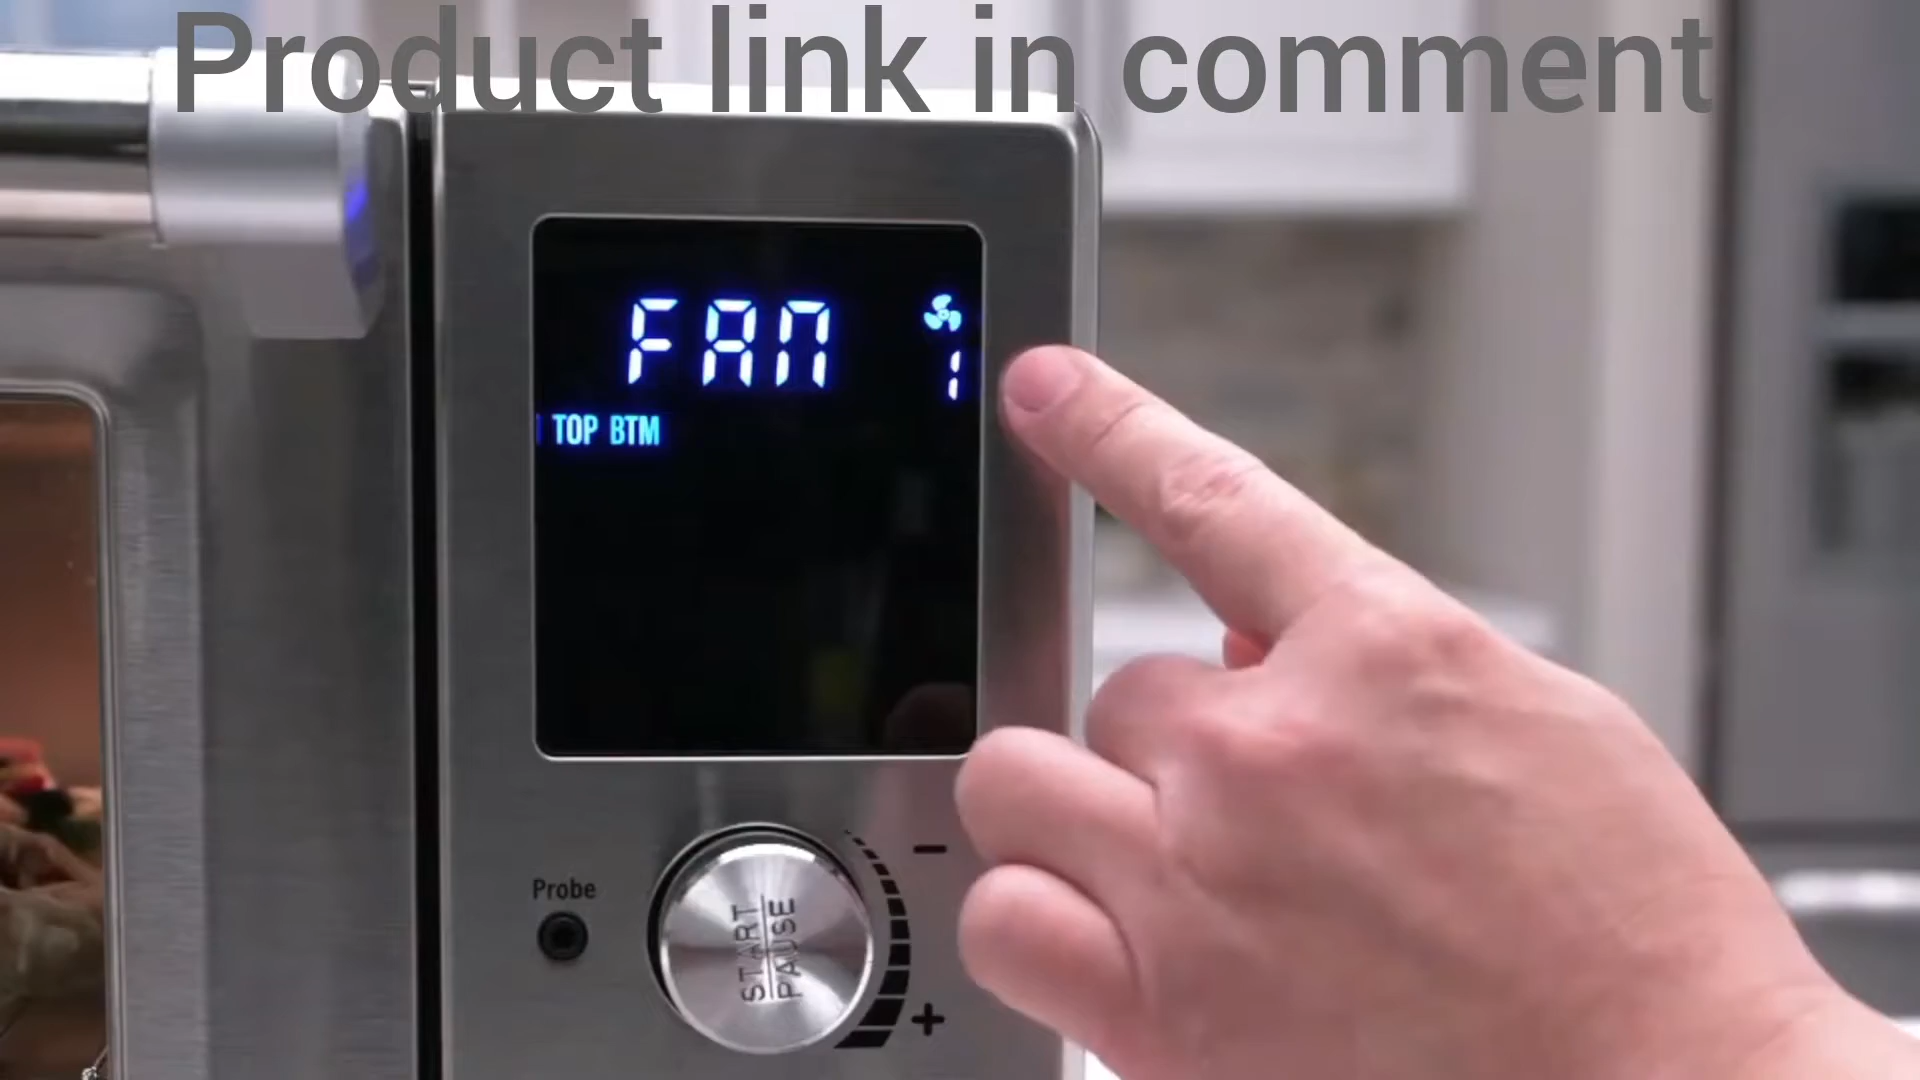 Product link in comment
FAN
1
TOP BTM
Probe
START
PAUSE
-
+